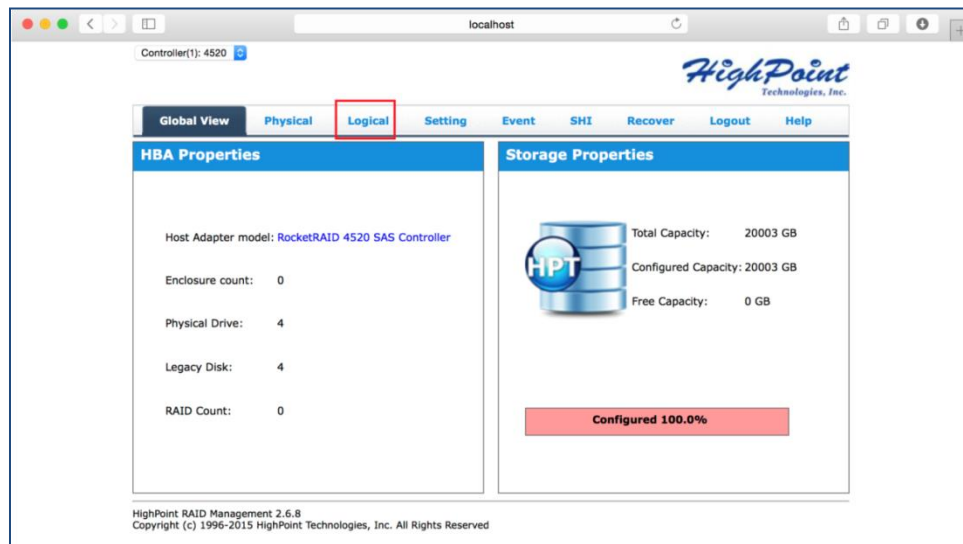 localhost
Controller(1): 4520
HighPoint
Technologies, Inc.
Global View Physical Logical Setting Event SHI Recover Logout Help
HBA Properties
Host Adapter model: RocketRAID 4520 SAS Controller
Enclosure count: 0
Physical Drive: 4
Legacy Disk: 4
RAID Count: 0
Storage Properties
HPT
Total Capacity: 20003 GB
Configured Capacity: 20003 GB
Free Capacity: 0 GB
Configured 100.0%
HighPoint RAID Management 2.6.8
Copyright (c) 1996-2015 HighPoint Technologies, Inc. All Rights Reserved